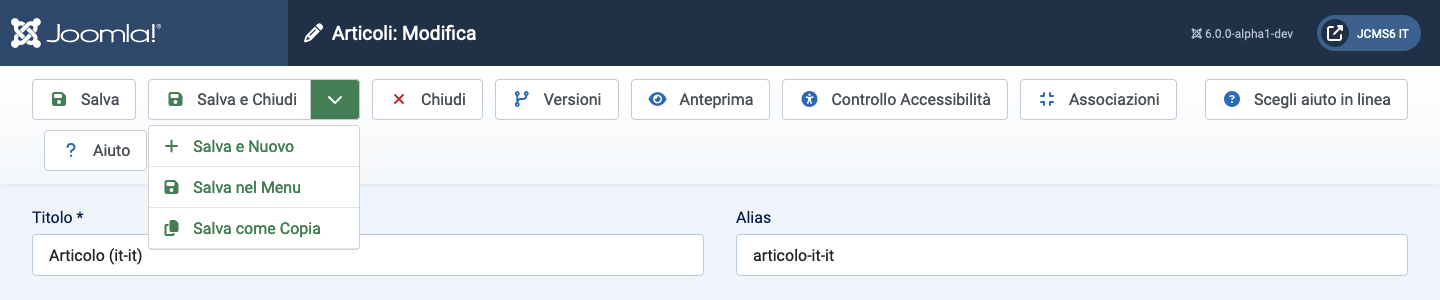 Joomla!® Articoli: Modifica 6.0.0-alpha1-dev JCMS6 IT
Salva Salva e Chiudi Chiudi Versioni Anteprima Controllo Accessibilità Associazioni Scegli aiuto in linea
? Aiuto Salva e Nuovo
Salva nel Menu
Salva come Copia
Titolo * Alias
Articolo (it-it) articolo-it-it